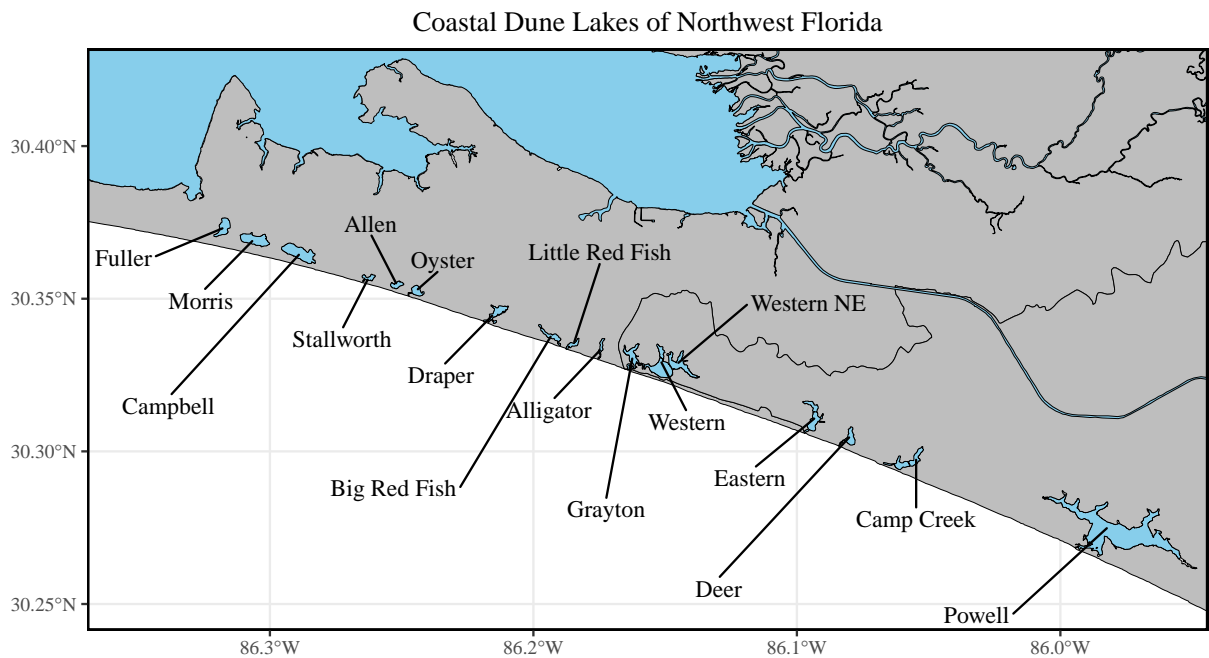 Coastal Dune Lakes of Northwest Florida
30.40°N
30.35°N
30.30°N
30.25°N
Fuller
Morris
Campbell
Allen
Oyster
Stallworth
Draper
Little Red Fish
Big Red Fish
Alligator
Western NE
Western
Grayton
Eastern
Deer
Camp Creek
Powell
86.3°W
86.2°W
86.1°W
86.0°W